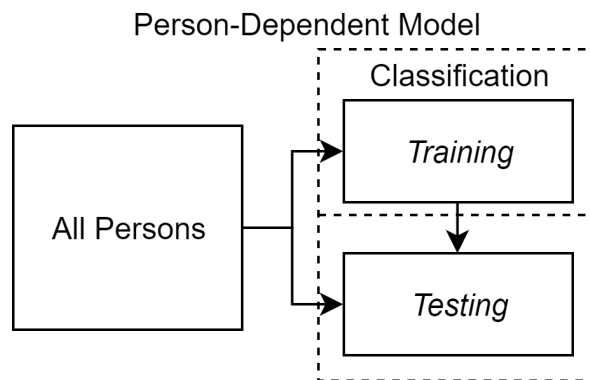 Person-Dependent Model
Classification
Training
All Persons
Testing